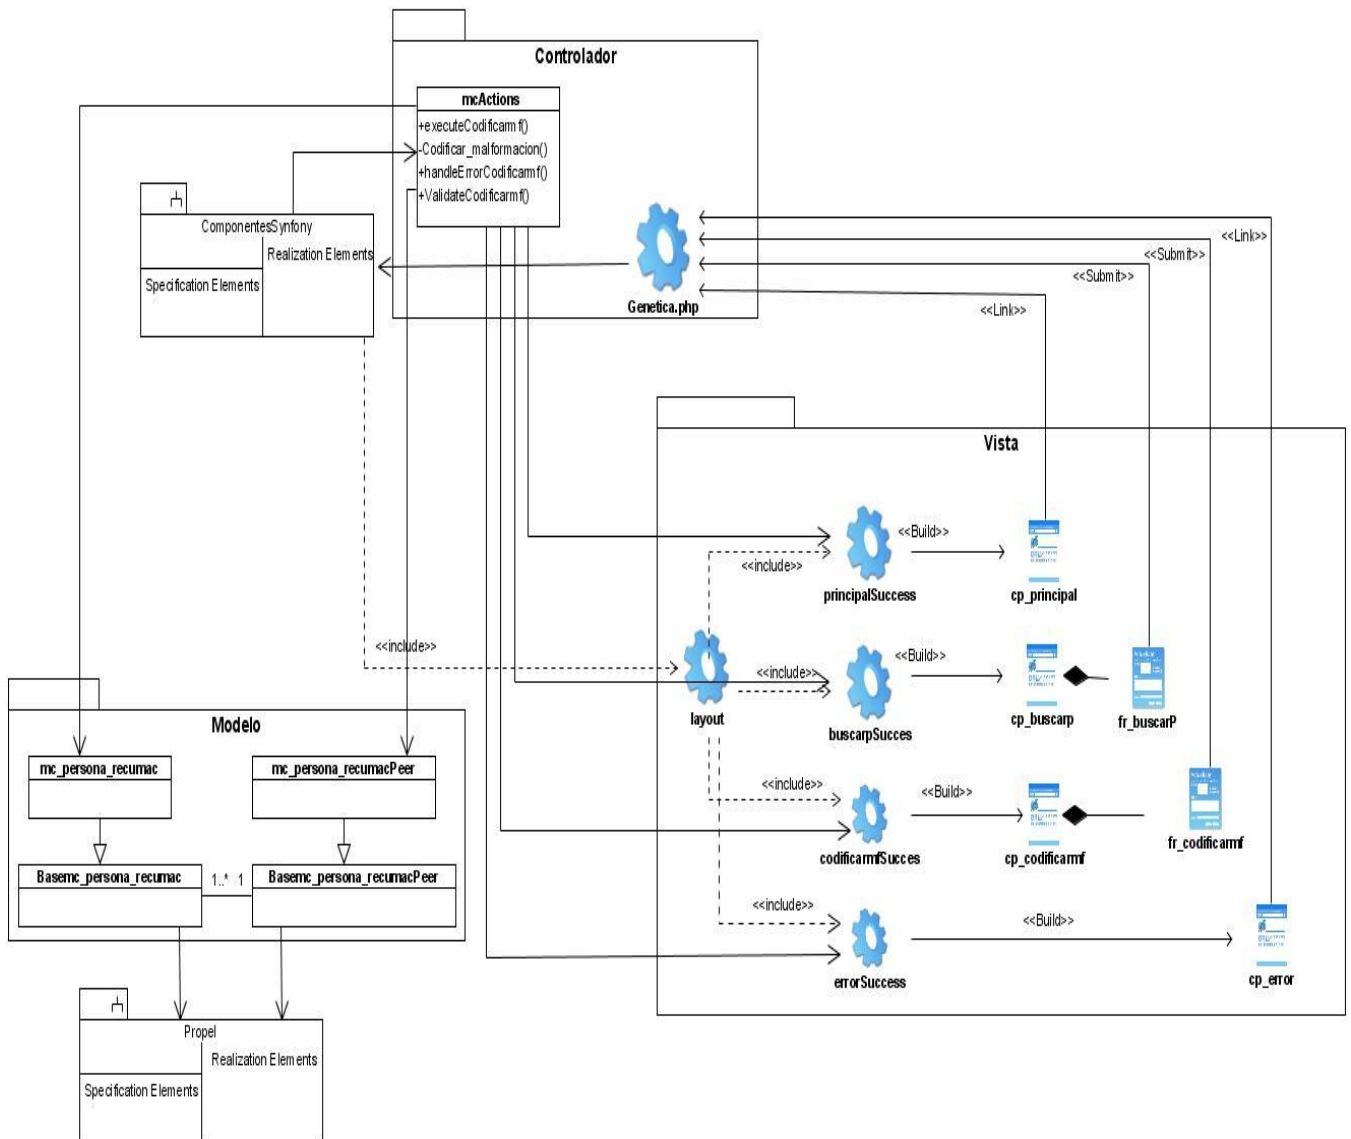 Controlador
mcActions
+executeCodificarmf()
-Codificar_malformacion()
+handleErrorCodificarmf()
+ValidateCodificarmf()
ComponentesSynfony
Realization Elements
Specification Elements
Genetica.php
<<Link>>
<<Submit>>
<<Submit>>
<<Link>>
Vista
<<Build>>
<<include>>
principalSuccess
cp_principal
<<include>>
<<Build>>
<<include>>
layout
buscarpSucces
cp_buscarp
fr_buscarP
Modelo
mc_persona_recumac
mc_persona_recumacPeer
<<include>>
<<Build>>
codificarmfSucces
cp_codificarmf
fr_codificarmf
Basemc_persona_recumac
1..*
1
Basemc_persona_recumacPeer
<<include>>
<<Build>>
errorSuccess
cp_error
Propel
Realization Elements
Specification Elements